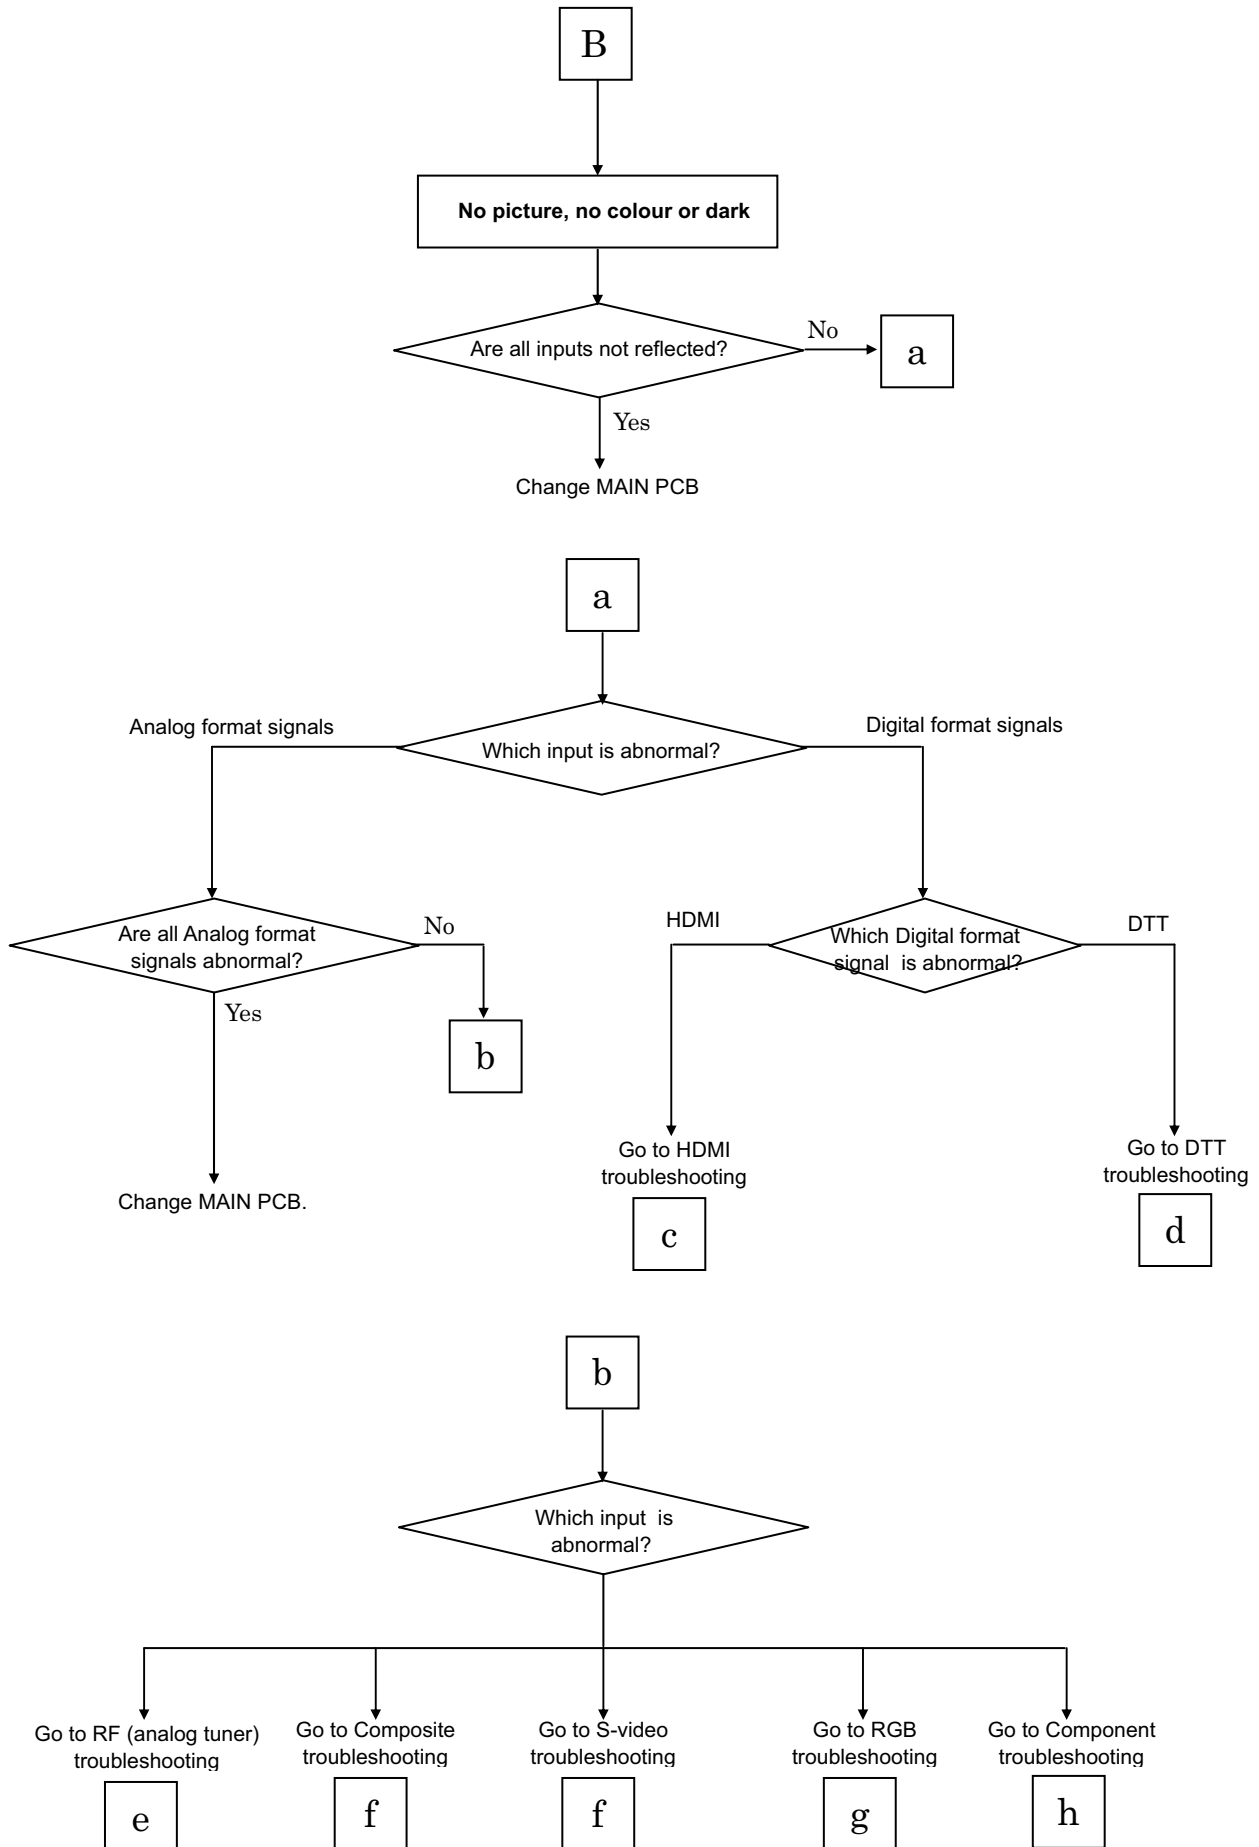 B
No picture, no colour or dark
Are all inputs not reflected?
No
a
Yes
Change MAIN PCB
a
Analog format signals
Which input is abnormal?
Digital format signals
Are all Analog format
signals abnormal?
No
Yes
b
Change MAIN PCB.
HDMI
Which Digital format
signal  is abnormal?
DTT
Go to HDMI
troubleshooting
c
Go to DTT
troubleshooting
d
b
Which input  is
abnormal?
Go to RF (analog tuner)
troubleshooting
e
Go to Composite
troubleshooting
f
Go to S-video
troubleshooting
f
Go to RGB
troubleshooting
g
Go to Component
troubleshooting
h